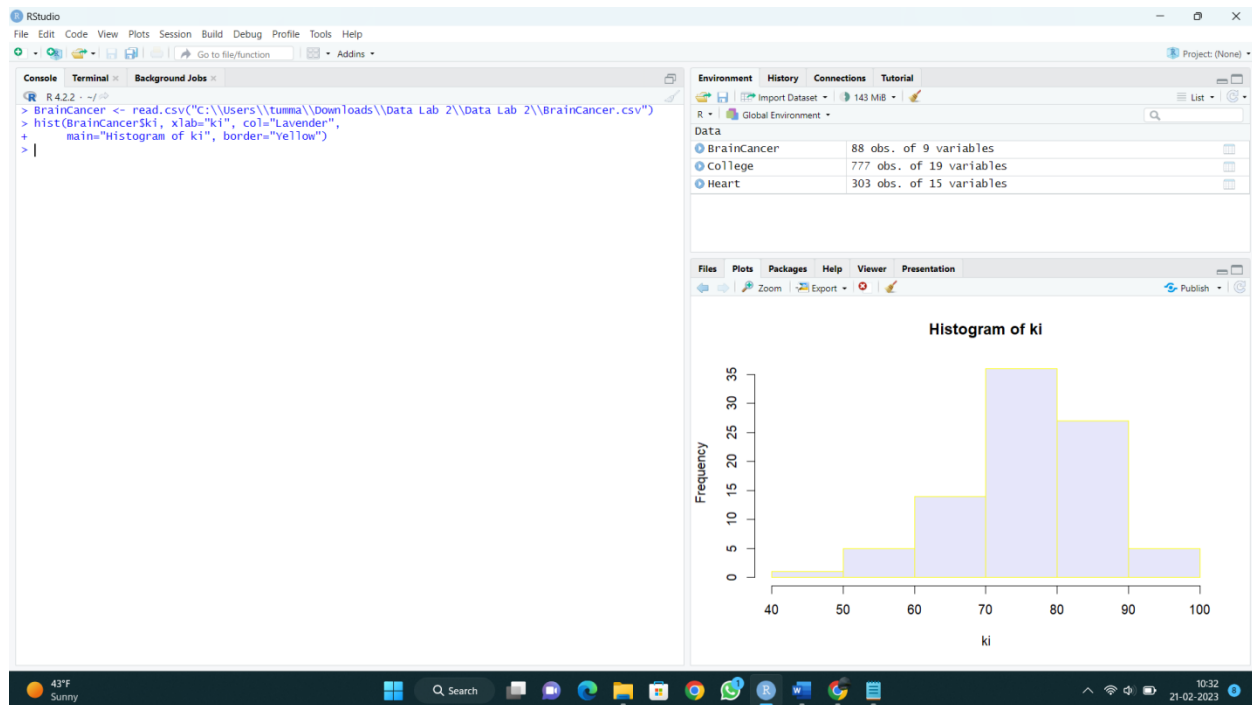 RStudio
File Edit Code View Plots Session Build Debug Profile Tools Help
Go to file/function
Addins
Project: (None)
Console Terminal Background Jobs
R 4.2.2 · ~/
> BrainCancer <- read.csv("C:\\Users\\tumma\\Downloads\\Data Lab 2\\Data Lab 2\\BrainCancer.csv")
> hist(BrainCancer$ki, xlab="ki", col="Lavender",
+ main="Histogram of ki", border="Yellow")
>
Environment History Connections Tutorial
Import Dataset 143 MiB List
R Global Environment
Data
BrainCancer 88 obs. of 9 variables
College 777 obs. of 19 variables
Heart 303 obs. of 15 variables
Files Plots Packages Help Viewer Presentation
Zoom Export Publish
Histogram of ki
Frequency
35
30
25
20
15
10
5
0
40 50 60 70 80 90 100
ki
43°F
Sunny
Search
10:32
21-02-2023
8